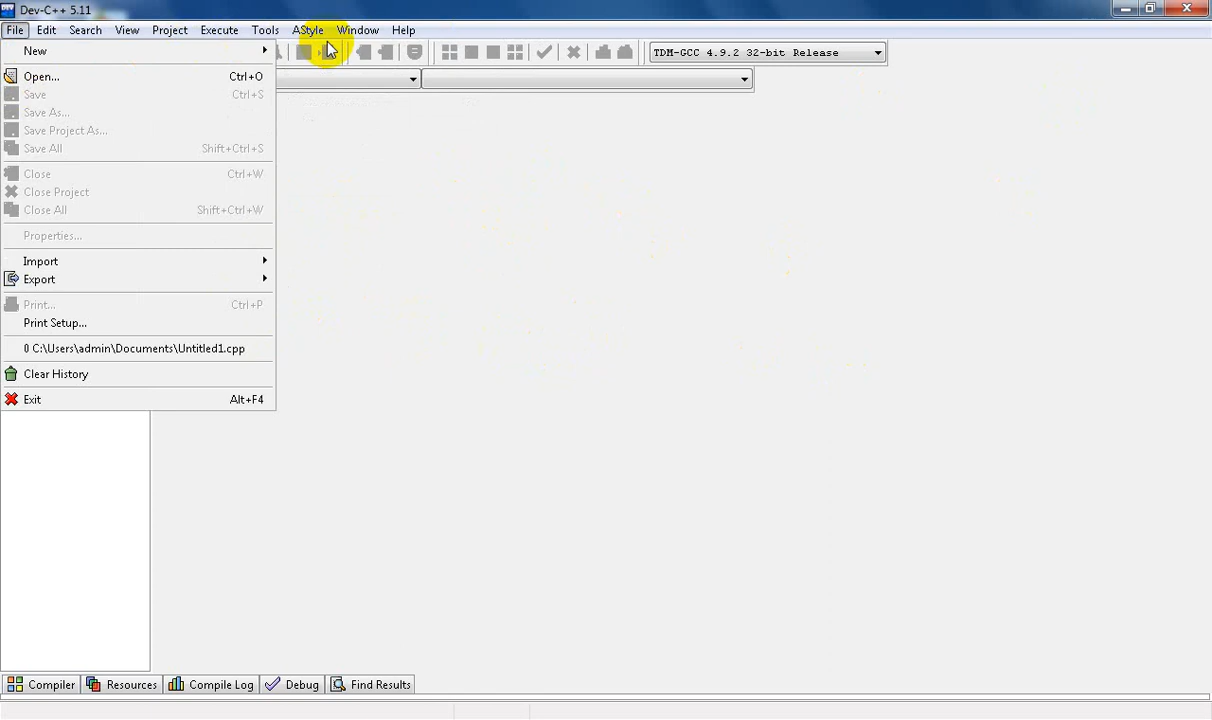 Dev-C++ 5.11
File Edit Search View Project Execute Tools AStyle Window Help
New
TDM-GCC 4.9.2 32-bit Release
Open... Ctrl+O
Save Ctrl+S
Save As...
Save Project As...
Save All Shift+Ctrl+S
Close Ctrl+W
Close Project
Close All Shift+Ctrl+W
Properties...
Import
Export
Print... Ctrl+P
Print Setup...
0 C:\Users\admin\Documents\Untitled1.cpp
Clear History
Exit Alt+F4
Compiler Resources Compile Log Debug Find Results